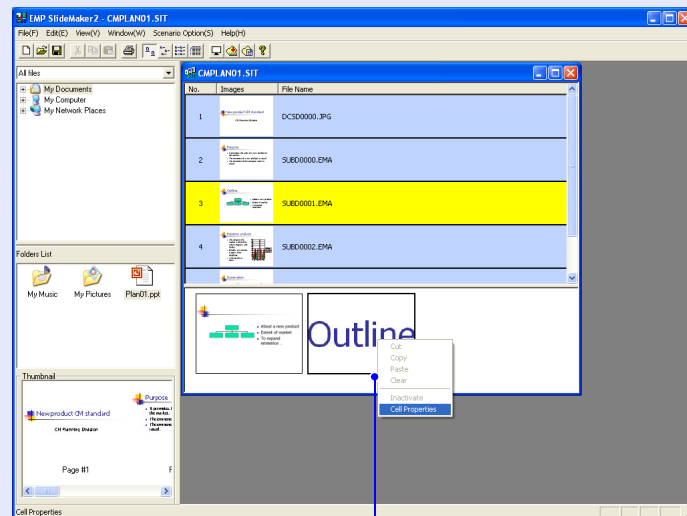 EMP SlideMaker2 - CMPLAN01.SIT
File(F) Edit(E) View(V) Window(W) Scenario Option(S) Help(H)
All files
My Documents
My Computer
My Network Places
Folders List
My Music My Pictures Plan01.ppt
Thumbnail
New product CM standard
CM Planning Division
Page #1
Purpose
CMPLAN01.SIT
No. Images File Name
1 New product CM standard DCSD0000.JPG
CM Planning Division
2 Purpose SUBD0000.EMA
3 Outline SUBD0001.EMA
4 SUBD0002.EMA
About a new product
Extent of market
To expand
Outline
Cut
Copy
Paste
Clear
Inactivate
Cell Properties
Cell Properties